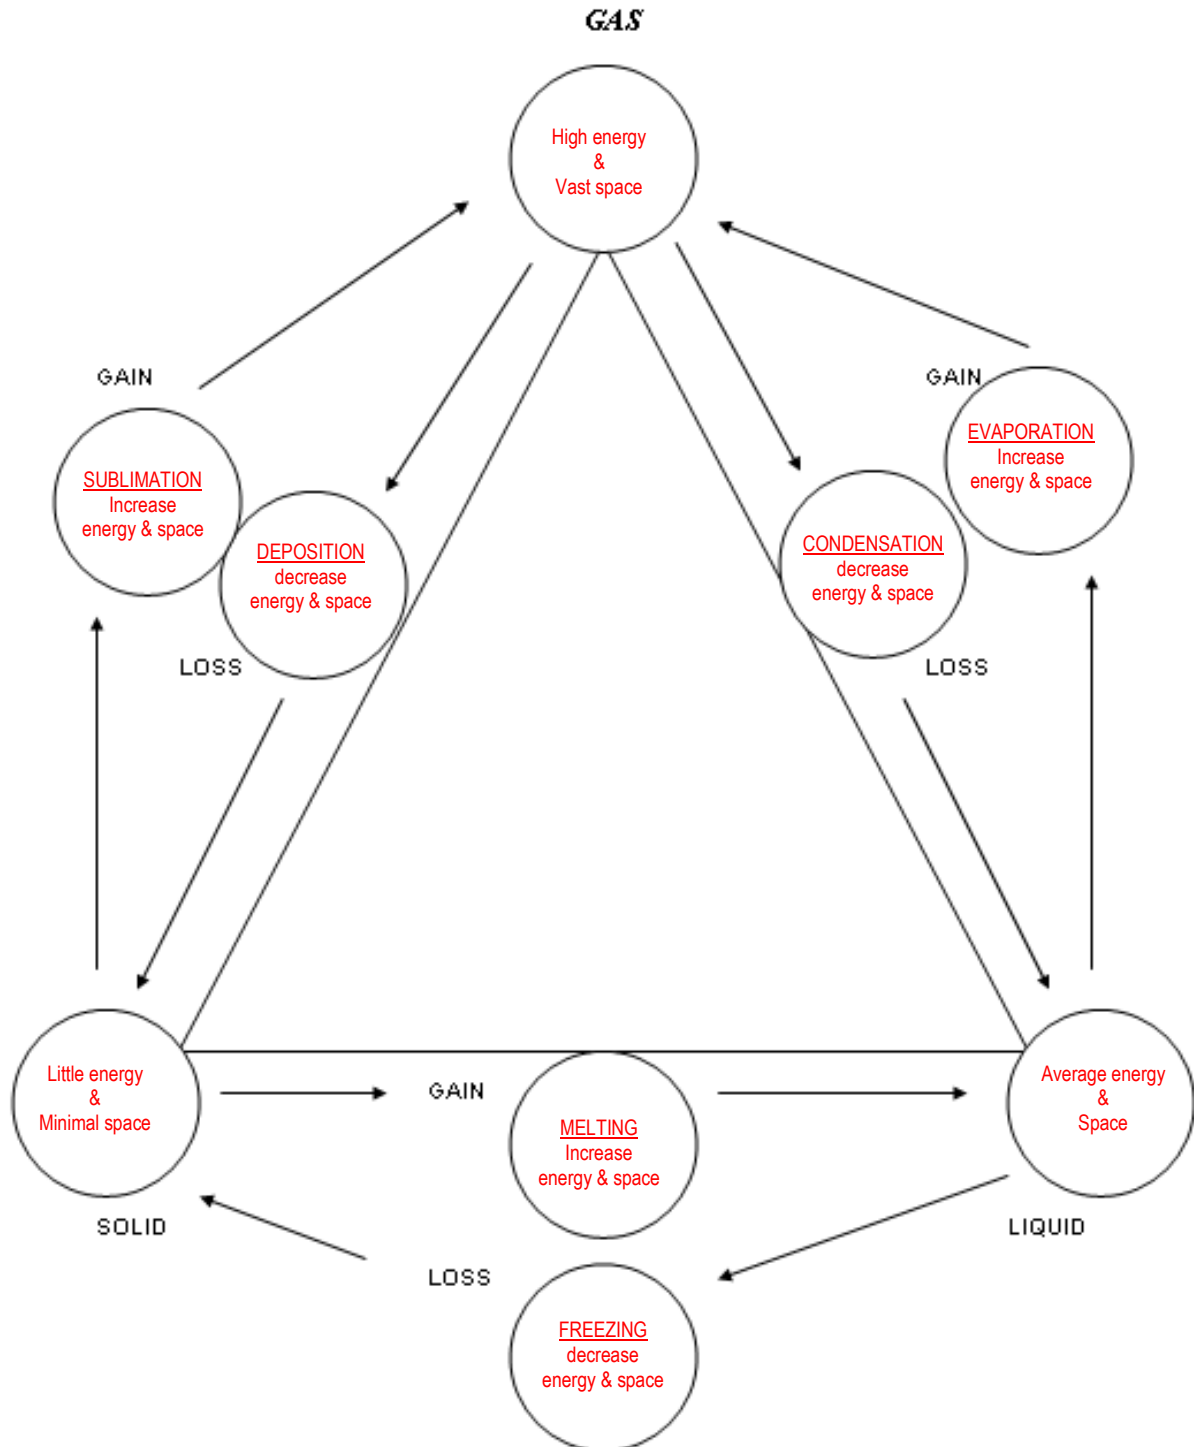 GAS
High energy
&
Vast space
GAIN
SUBLIMATION
Increase
energy & space
DEPOSITION
decrease
energy & space
LOSS
GAIN
EVAPORATION
Increase
energy & space
CONDENSATION
decrease
energy & space
LOSS
Little energy
&
Minimal space
SOLID
GAIN
MELTING
Increase
energy & space
Average energy
&
Space
LIQUID
LOSS
FREEZING
decrease
energy & space